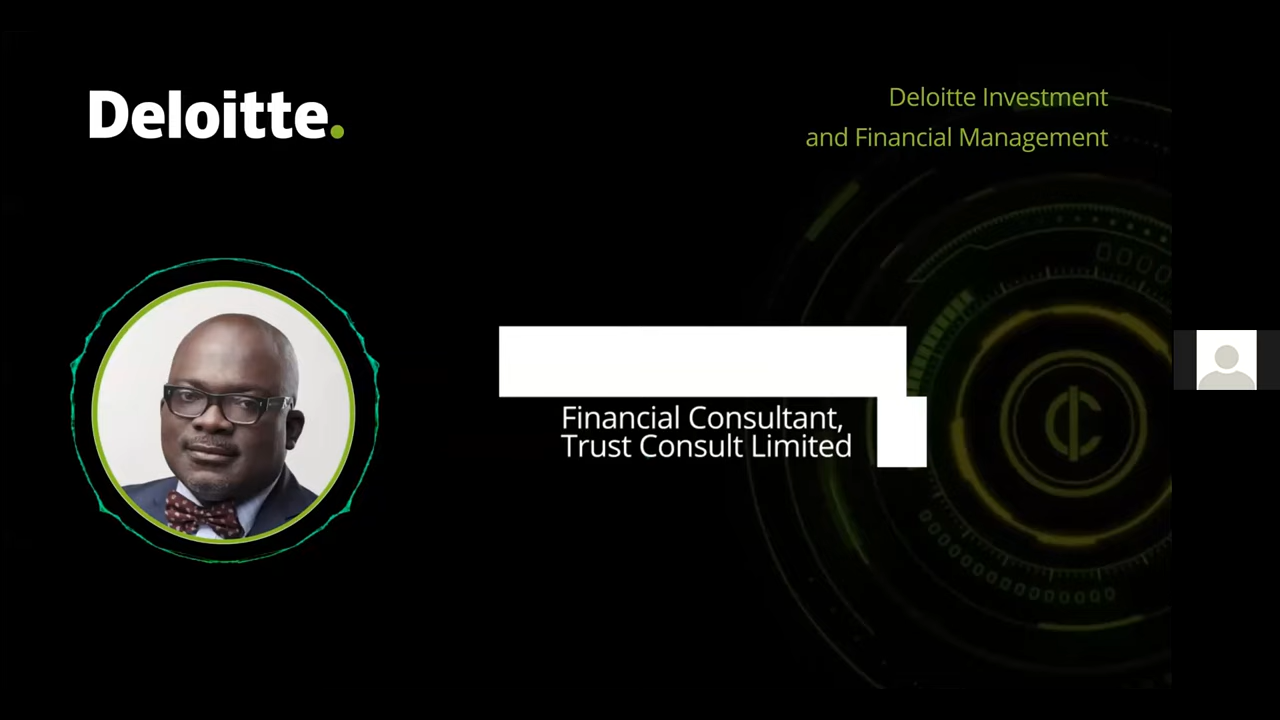 Deloitte.
Deloitte Investment
and Financial Management
Financial Consultant,
Trust Consult Limited